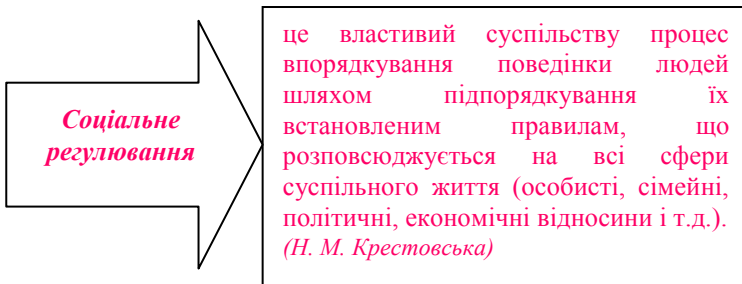 Соціальне
регулювання
це властивий суспільству процес
впорядкування поведінки людей
шляхом підпорядкування їх
встановленим правилам, що
розповсюджується на всі сфери
суспільного життя (особисті, сімейні,
політичні, економічні відносини і т.д.).
(Н. М. Крестовська)